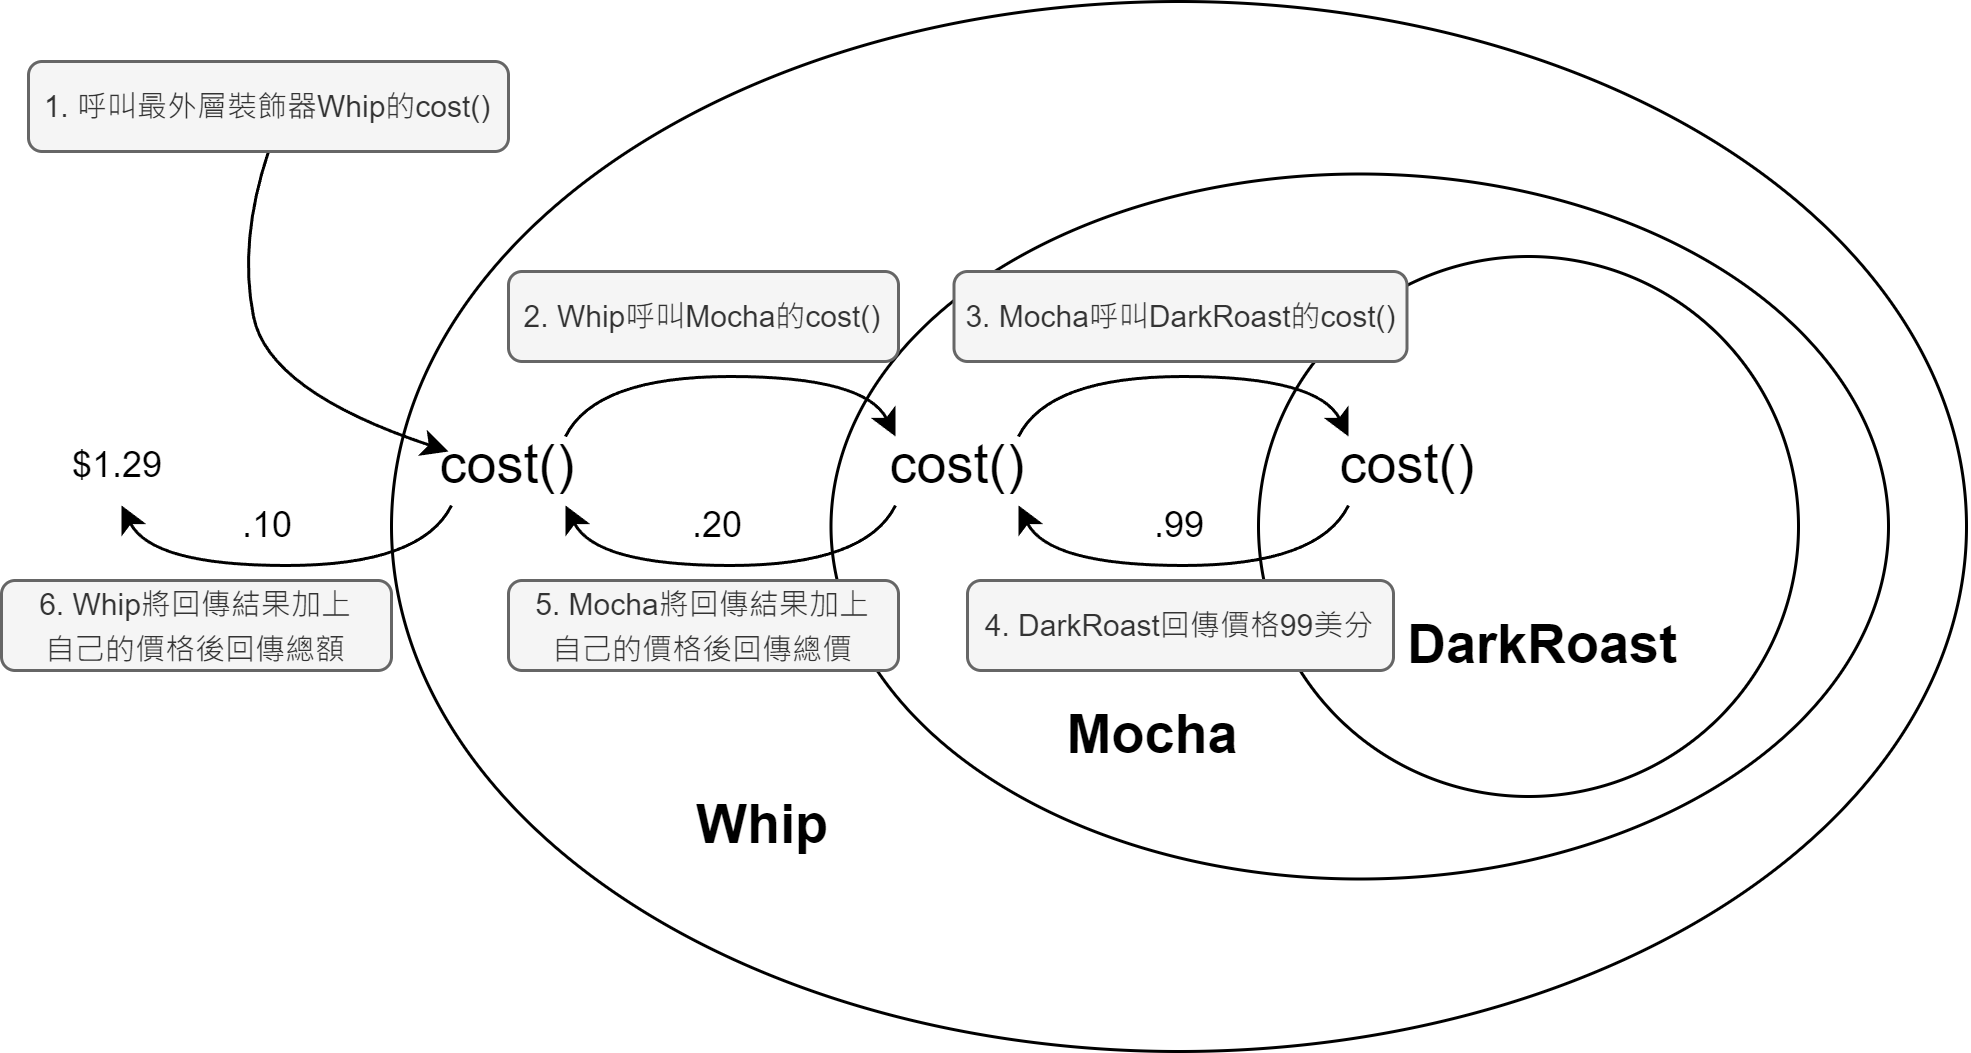 1. 呼叫最外層裝飾器Whip的cost()
2. Whip呼叫Mocha的cost()
3. Mocha呼叫DarkRoast的cost()
$1.29
cost()
cost()
cost()
.10
.20
.99
6. Whip將回傳結果加上
自己的價格後回傳總額
5. Mocha將回傳結果加上
自己的價格後回傳總價
4. DarkRoast回傳價格99美分
DarkRoast
Mocha
Whip